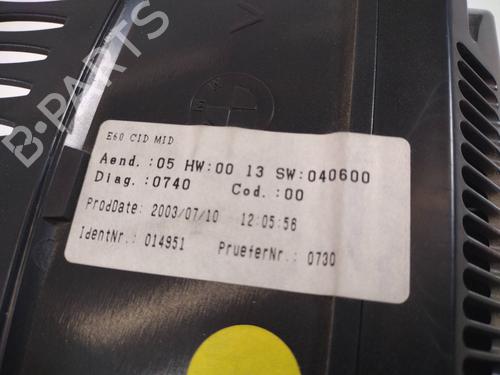 B-PARTS
E60 CID MID
Aend. :05 HW:00 13 SW:040600
Diag. :0740 Cod. :00
ProdDate: 2003/07/10 12:05:56
IdentNr.: 014951 PrueferNr.: 0730